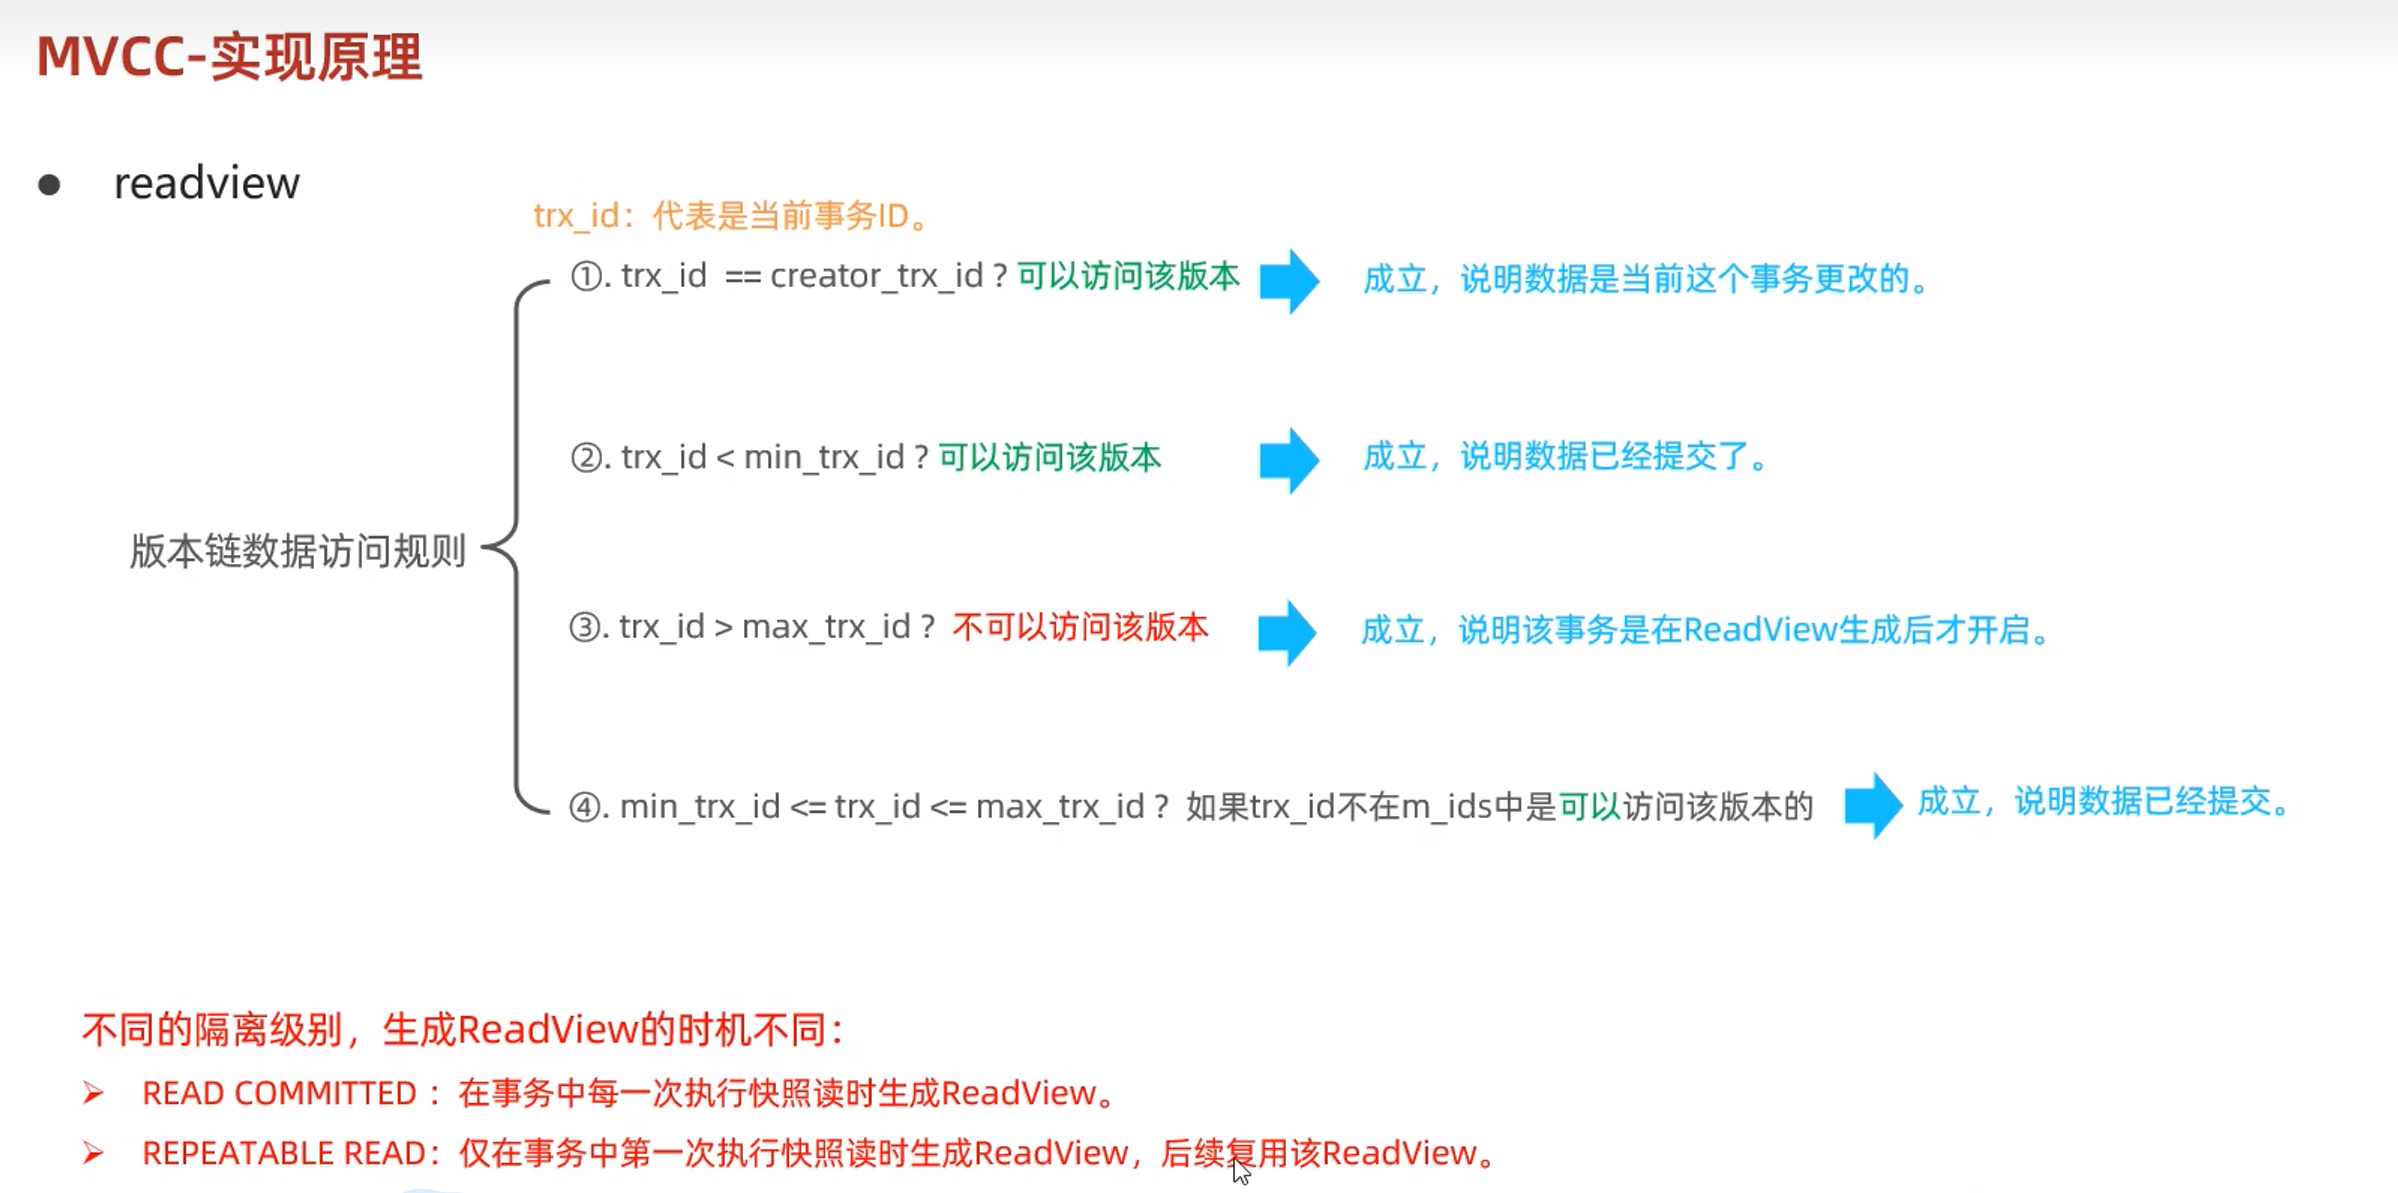 MVCC-实现原理
● readview
trx_id：代表是当前事务ID。
①. trx_id == creator_trx_id ? 可以访问该版本 成立，说明数据是当前这个事务更改的。
②. trx_id < min_trx_id ? 可以访问该版本 成立，说明数据已经提交了。
版本链数据访问规则
③. trx_id > max_trx_id ? 不可以访问该版本 成立，说明该事务是在ReadView生成后才开启。
④. min_trx_id <= trx_id <= max_trx_id ? 如果trx_id不在m_ids中是可以访问该版本的 成立，说明数据已经提交。
不同的隔离级别，生成ReadView的时机不同：
➢ READ COMMITTED ：在事务中每一次执行快照读时生成ReadView。
➢ REPEATABLE READ：仅在事务中第一次执行快照读时生成ReadView，后续复用该ReadView。